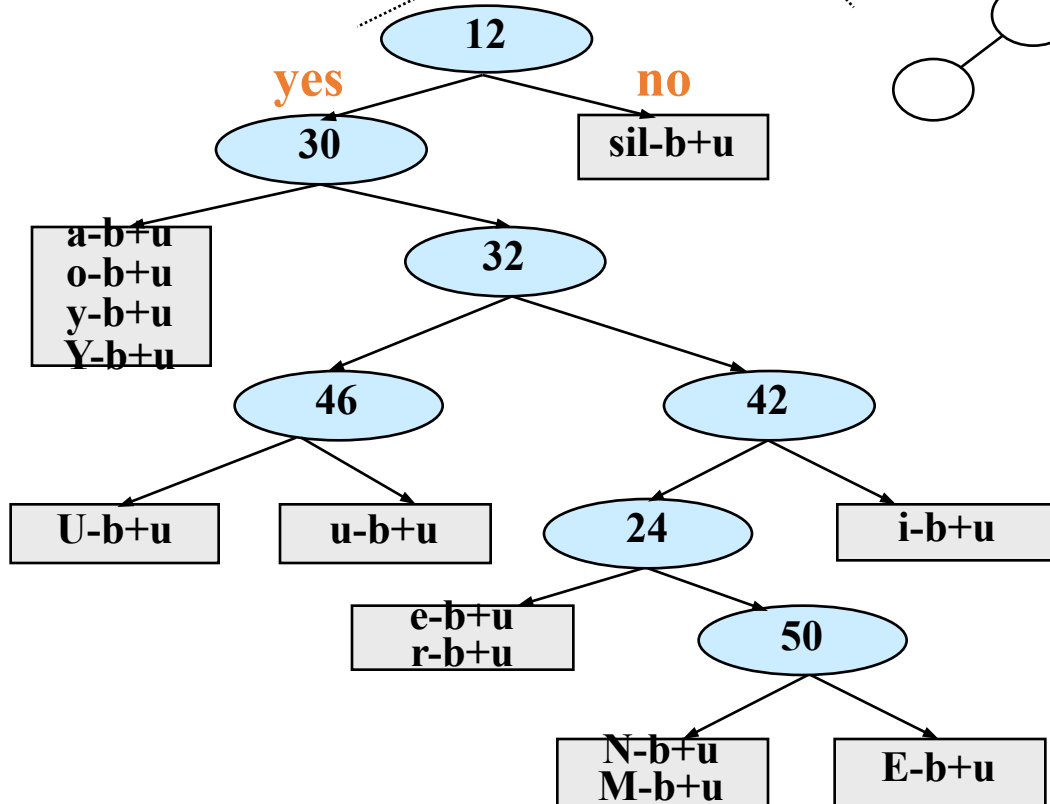 12
yes
no
30
sil-b+u
a-b+u
o-b+u
y-b+u
Y-b+u
32
46
42
U-b+u
u-b+u
24
i-b+u
e-b+u
r-b+u
50
N-b+u
M-b+u
E-b+u